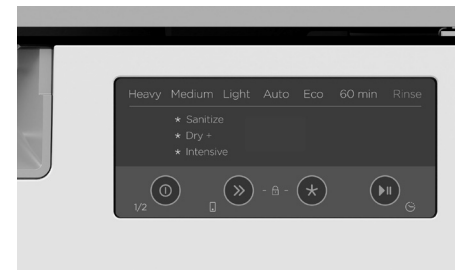 Heavy Medium Light Auto Eco 60 min Rinse
* Sanitize
* Dry +
* Intensive
1/2